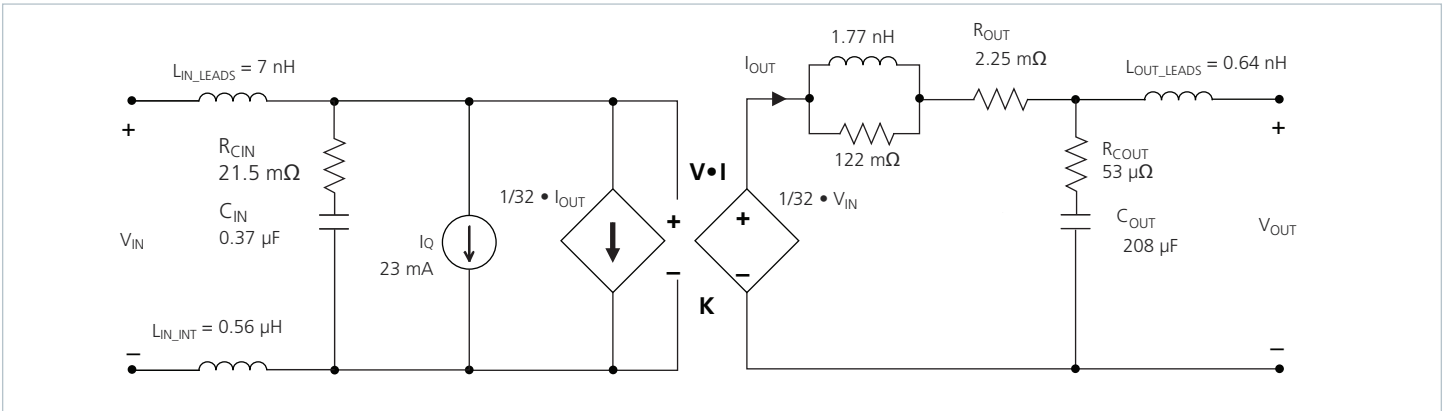 L_IN_LEADS = 7 nH
+
R_CIN
21.5 mΩ
C_IN
0.37 µF
V_IN
I_Q
23 mA
1/32 • I_OUT
L_IN_INT = 0.56 µH
–
V•I
+
–
K
1/32 • V_IN
+
–
I_OUT
1.77 nH
122 mΩ
R_OUT
2.25 mΩ
L_OUT_LEADS = 0.64 nH
+
R_COUT
53 µΩ
C_OUT
208 µF
V_OUT
–